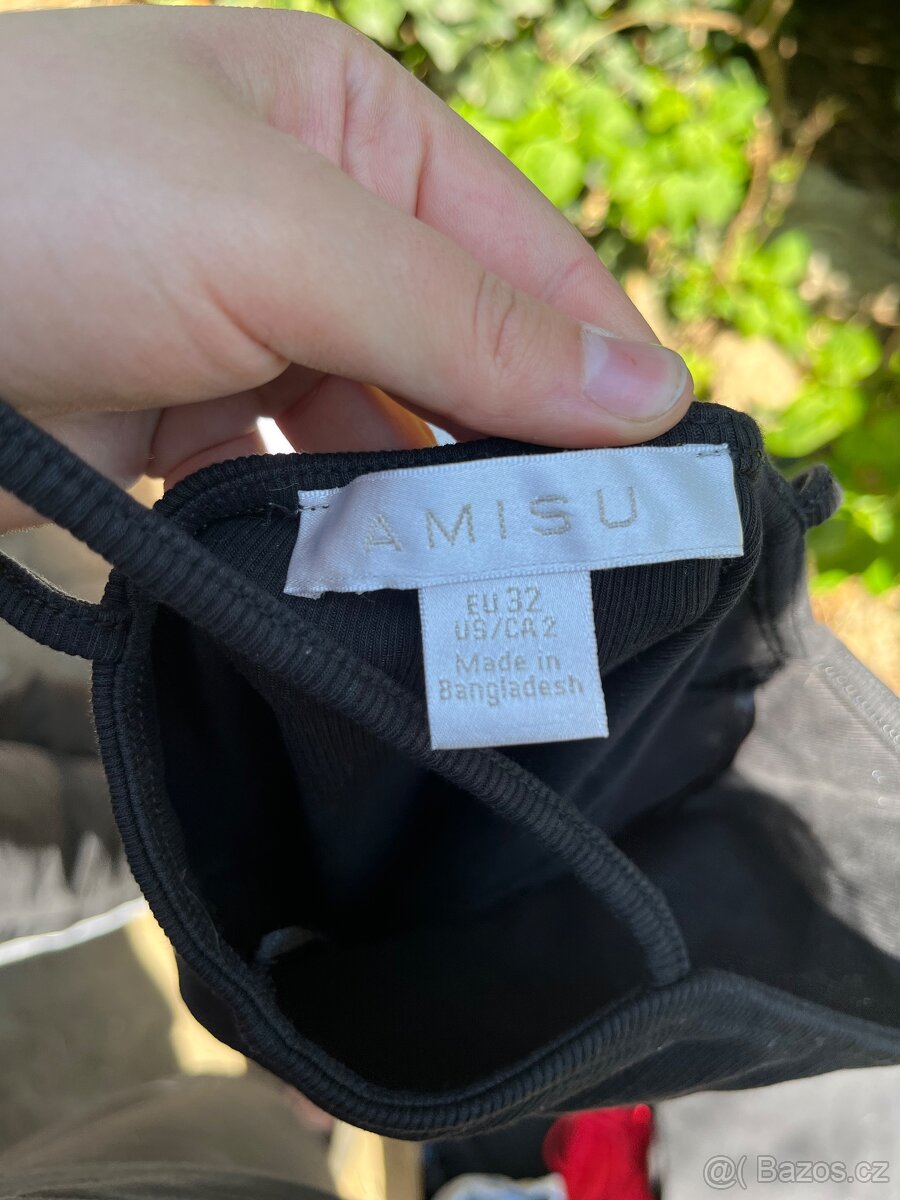 AMISU
EU 32
US/CA 2
Made in
Bangladesh
@( Bazos.cz